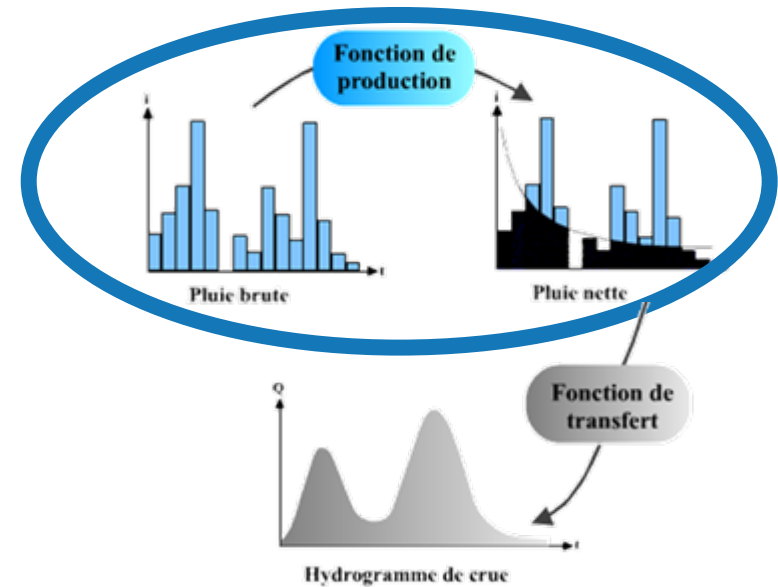 Fonction de
production
i
t
Pluie brute
i
Pluie nette
Fonction de
transfert
Q
t
Hydrogramme de crue